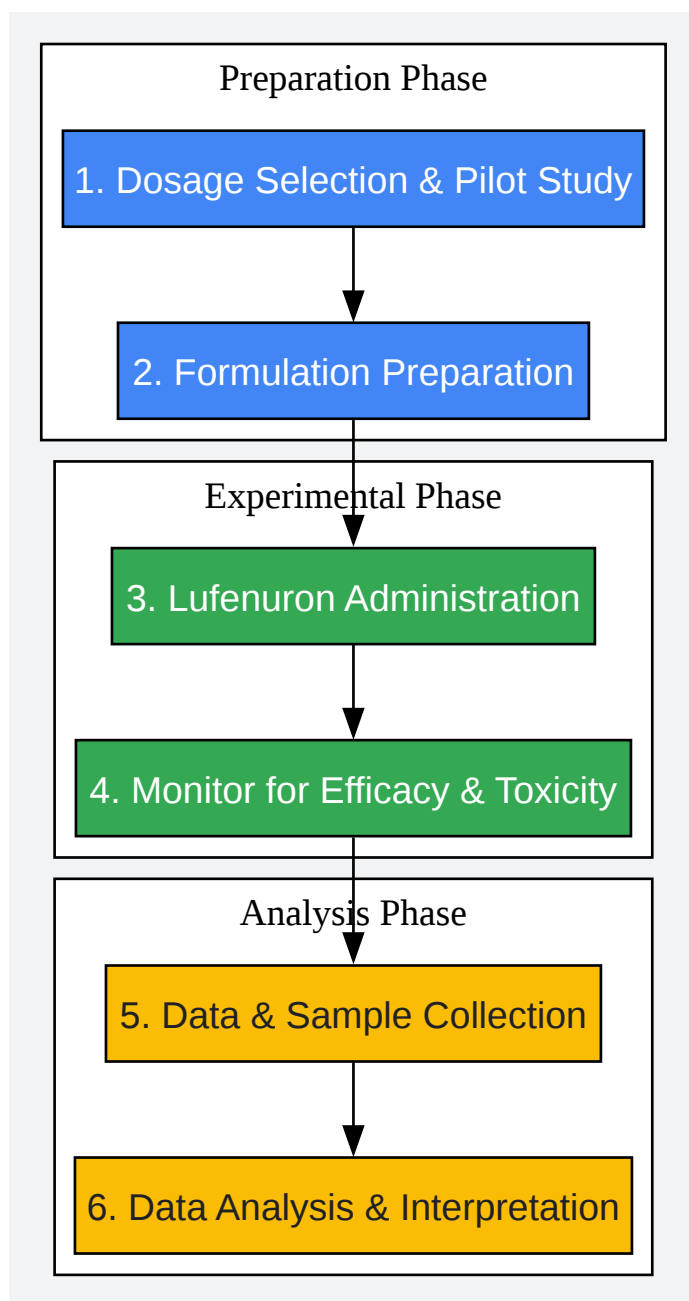 Preparation Phase
1. Dosage Selection & Pilot Study
2. Formulation Preparation
Experimental Phase
3. Lufenuron Administration
4. Monitor for Efficacy & Toxicity
Analysis Phase
5. Data & Sample Collection
6. Data Analysis & Interpretation